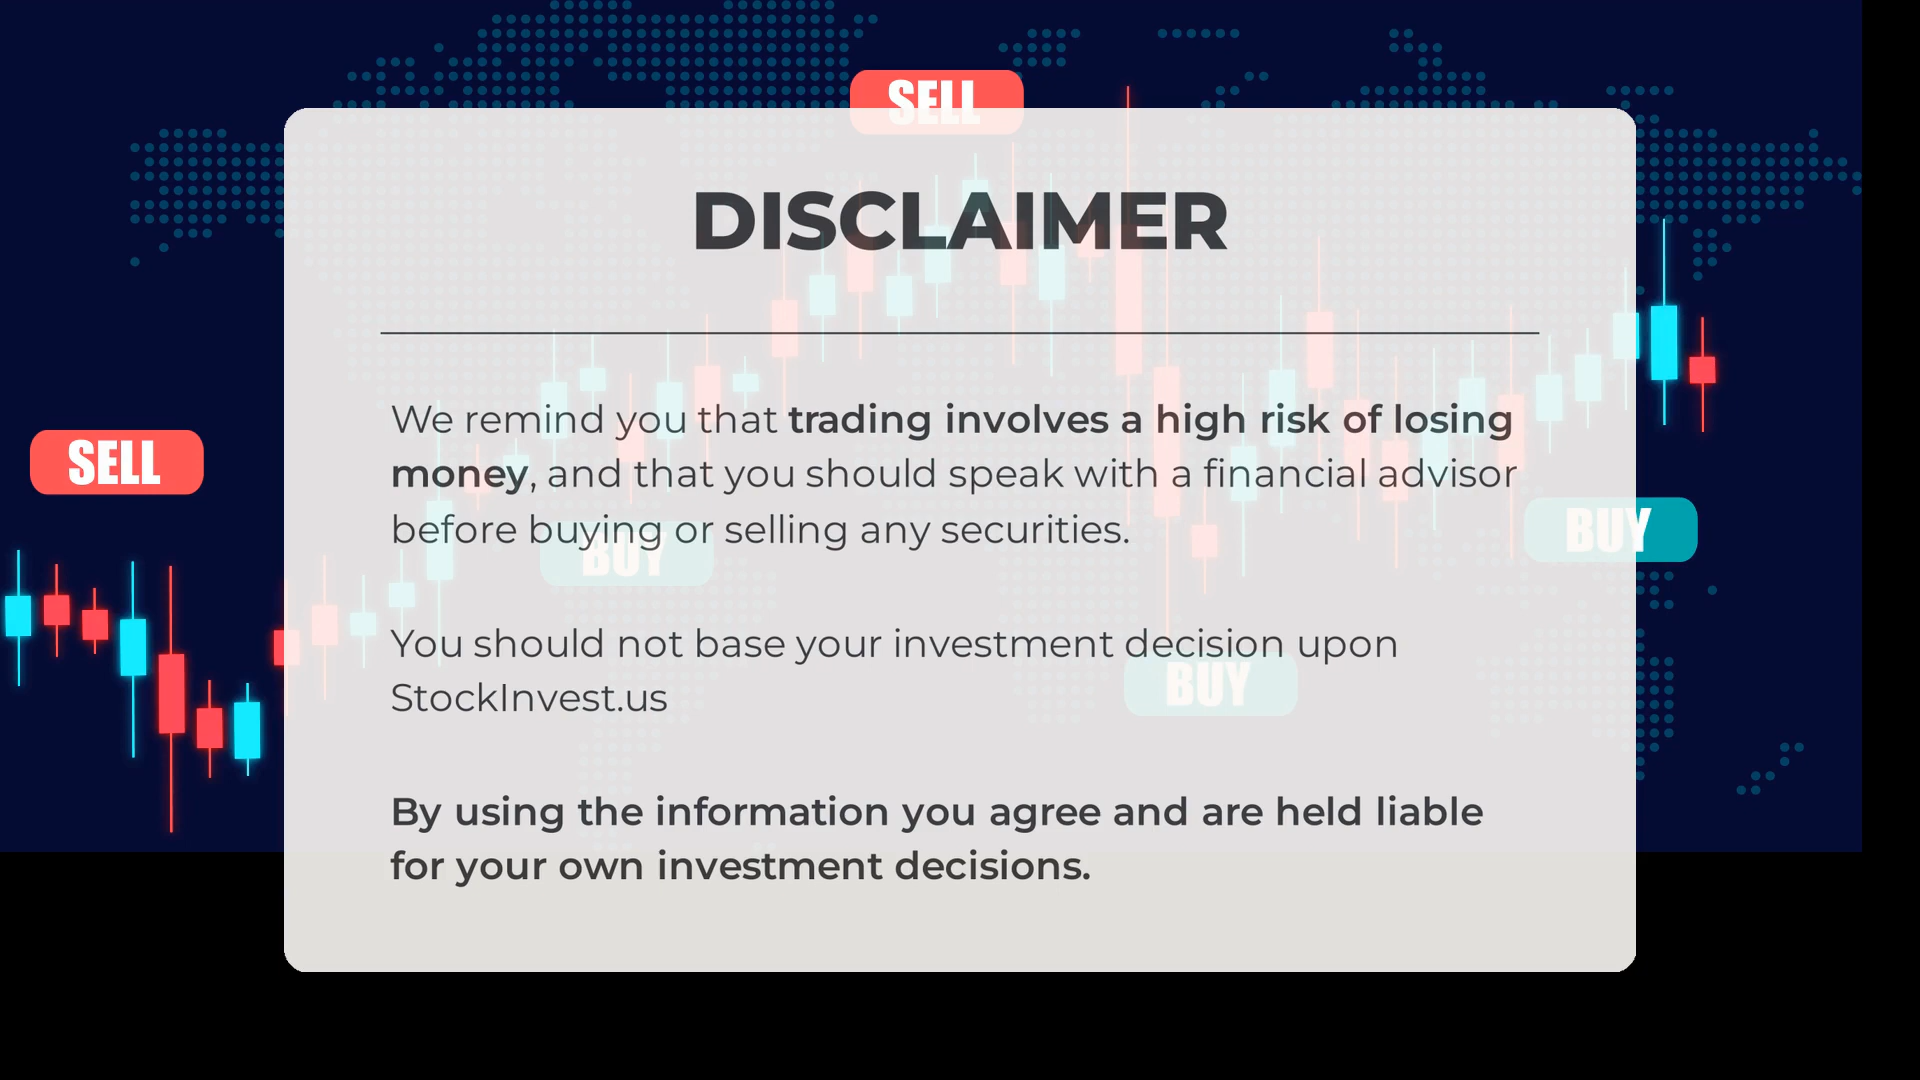 SELL
DISCLAIMER
We remind you that trading involves a high risk of losing
money, and that you should speak with a financial advisor
before buying or selling any securities.
SELL
BUY
BUY
You should not base your investment decision upon
StockInvest.us
BUY
By using the information you agree and are held liable
for your own investment decisions.